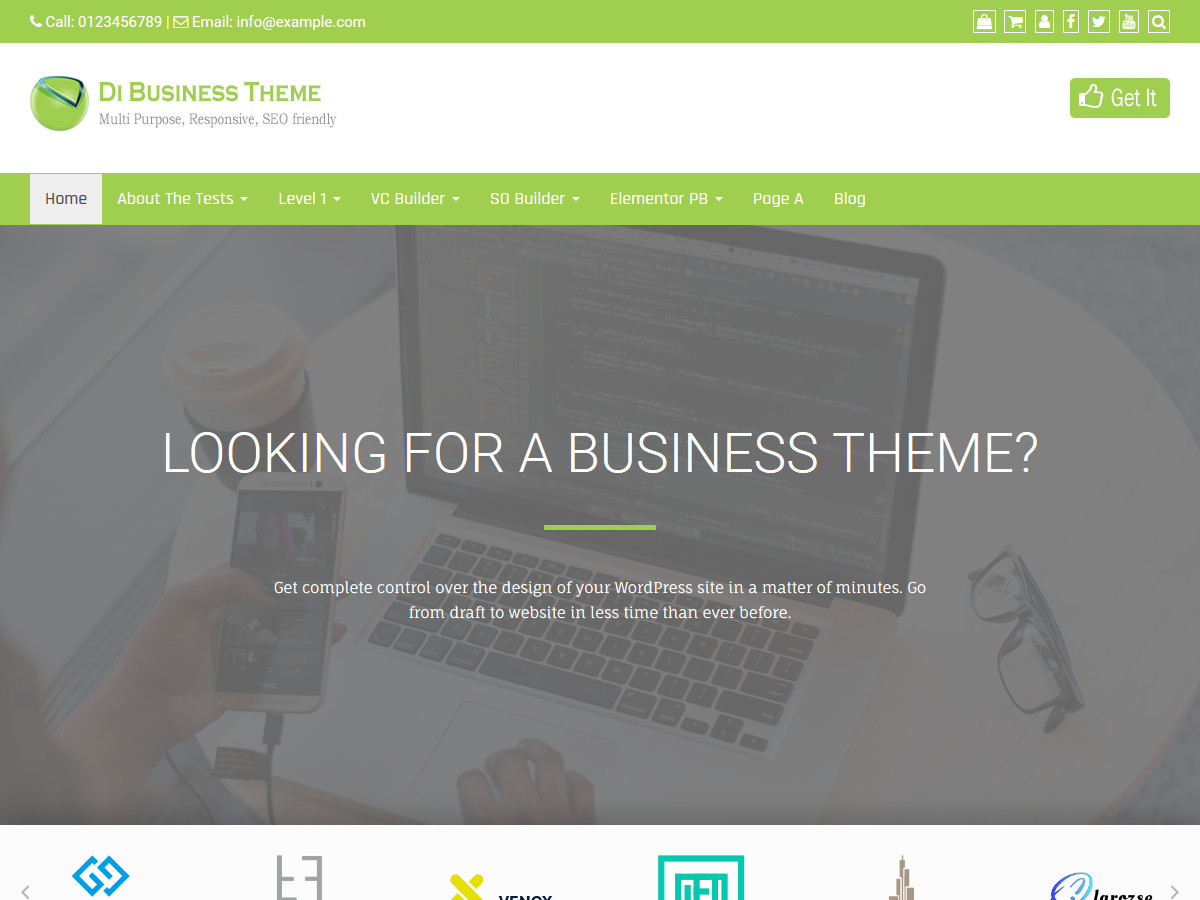 Call: 0123456789 | Email: info@example.com
DI BUSINESS THEME
Multi Purpose, Responsive, SEO friendly
Get It
Home About The Tests Level 1 VC Builder SO Builder Elementor PB Page A Blog
LOOKING FOR A BUSINESS THEME?
Get complete control over the design of your WordPress site in a matter of minutes. Go
from draft to website in less time than ever before.